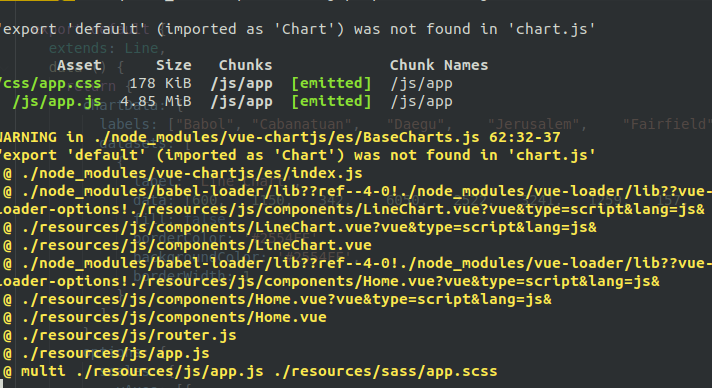 'export 'default' (imported as 'Chart') was not found in 'chart.js'
extends: Line,
Asset Size Chunks Chunk Names
/css/app.css 178 KiB /js/app [emitted] /js/app
/js/app.js 4.85 MiB /js/app [emitted] /js/app
labels: ["Babol", "Cabanatuan", "Daegu", "Jerusalem", "Fairfield"
WARNING in ./node_modules/vue-chartjs/es/BaseCharts.js 62:32-37
'export 'default' (imported as 'Chart') was not found in 'chart.js'
@ ./node_modules/vue-chartjs/es/index.js
@ ./node_modules/babel-loader/lib??ref--4-0!./node_modules/vue-loader/lib??vue-
loader-options!./resources/js/components/LineChart.vue?vue&type=script&lang=js&
@ ./resources/js/components/LineChart.vue?vue&type=script&lang=js&
@ ./resources/js/components/LineChart.vue
@ ./node_modules/babel-loader/lib??ref--4-0!./node_modules/vue-loader/lib??vue-
loader-options!./resources/js/components/Home.vue?vue&type=script&lang=js&
@ ./resources/js/components/Home.vue?vue&type=script&lang=js&
@ ./resources/js/components/Home.vue
@ ./resources/js/router.js
@ ./resources/js/app.js
@ multi ./resources/js/app.js ./resources/sass/app.scss